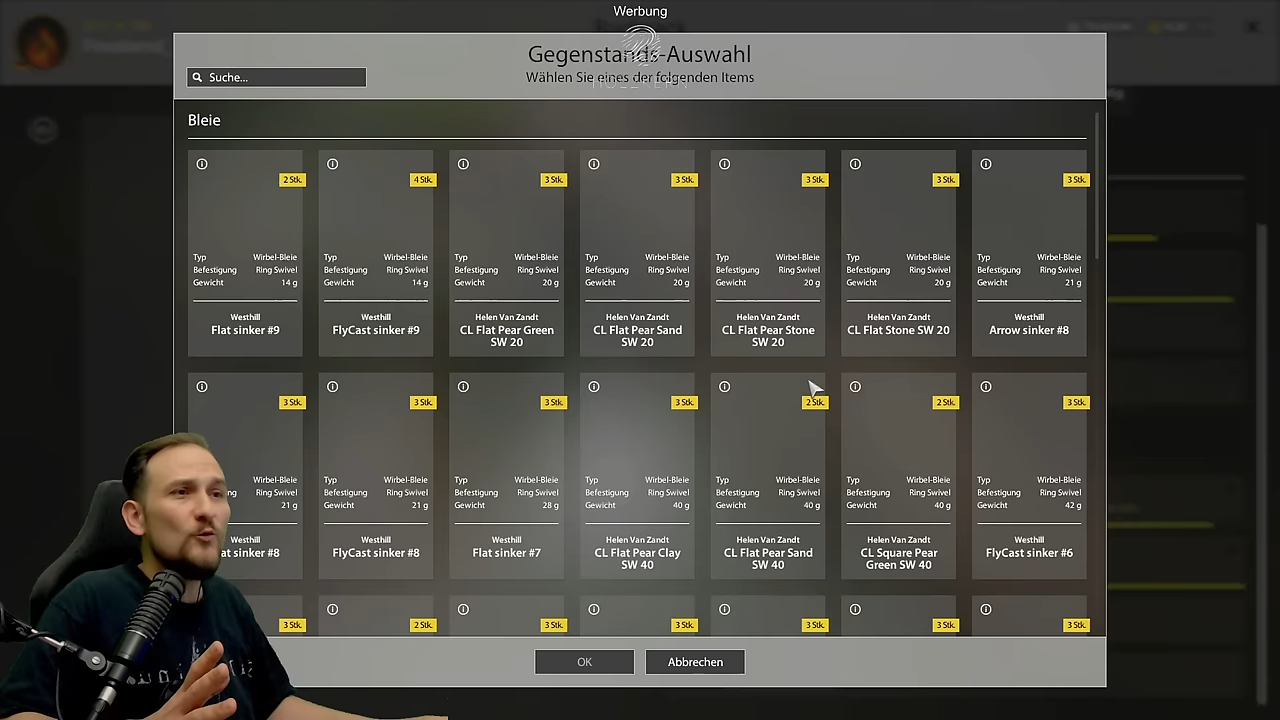 Werbung
Gegenstands-Auswahl
Suche...
Wählen Sie eines der folgenden Items
HOLZKERN
Bleie
2 Stk.
4 Stk.
3 Stk.
3 Stk.
3 Stk.
3 Stk.
3 Stk.
Typ Wirbel-Bleie
Befestigung Ring Swivel
Gewicht 14 g
Westhill
Flat sinker #9
Typ Wirbel-Bleie
Befestigung Ring Swivel
Gewicht 14 g
Westhill
FlyCast sinker #9
Typ Wirbel-Bleie
Befestigung Ring Swivel
Gewicht 20 g
Helen Van Zandt
CL Flat Pear Green
SW 20
Typ Wirbel-Bleie
Befestigung Ring Swivel
Gewicht 20 g
Helen Van Zandt
CL Flat Pear Sand
SW 20
Typ Wirbel-Bleie
Befestigung Ring Swivel
Gewicht 20 g
Helen Van Zandt
CL Flat Pear Stone
SW 20
Typ Wirbel-Bleie
Befestigung Ring Swivel
Gewicht 20 g
Helen Van Zandt
CL Flat Stone SW 20
Typ Wirbel-Bleie
Befestigung Ring Swivel
Gewicht 21 g
Westhill
Arrow sinker #8
3 Stk.
3 Stk.
3 Stk.
3 Stk.
2 Stk.
2 Stk.
3 Stk.
Wirbel-Bleie
ng Ring Swivel
21 g
at sinker #8
Typ Wirbel-Bleie
Befestigung Ring Swivel
Gewicht 21 g
Westhill
FlyCast sinker #8
Typ Wirbel-Bleie
Befestigung Ring Swivel
Gewicht 28 g
Westhill
Flat sinker #7
Typ Wirbel-Bleie
Befestigung Ring Swivel
Gewicht 40 g
Helen Van Zandt
CL Flat Pear Clay
SW 40
Typ Wirbel-Bleie
Befestigung Ring Swivel
Gewicht 40 g
Helen Van Zandt
CL Flat Pear Sand
SW 40
Typ Wirbel-Bleie
Befestigung Ring Swivel
Gewicht 40 g
Helen Van Zandt
CL Square Pear
Green SW 40
Typ Wirbel-Bleie
Befestigung Ring Swivel
Gewicht 42 g
Westhill
FlyCast sinker #6
3 Stk.
2 Stk.
3 Stk.
3 Stk.
3 Stk.
3 Stk.
3 Stk.
OK
Abbrechen